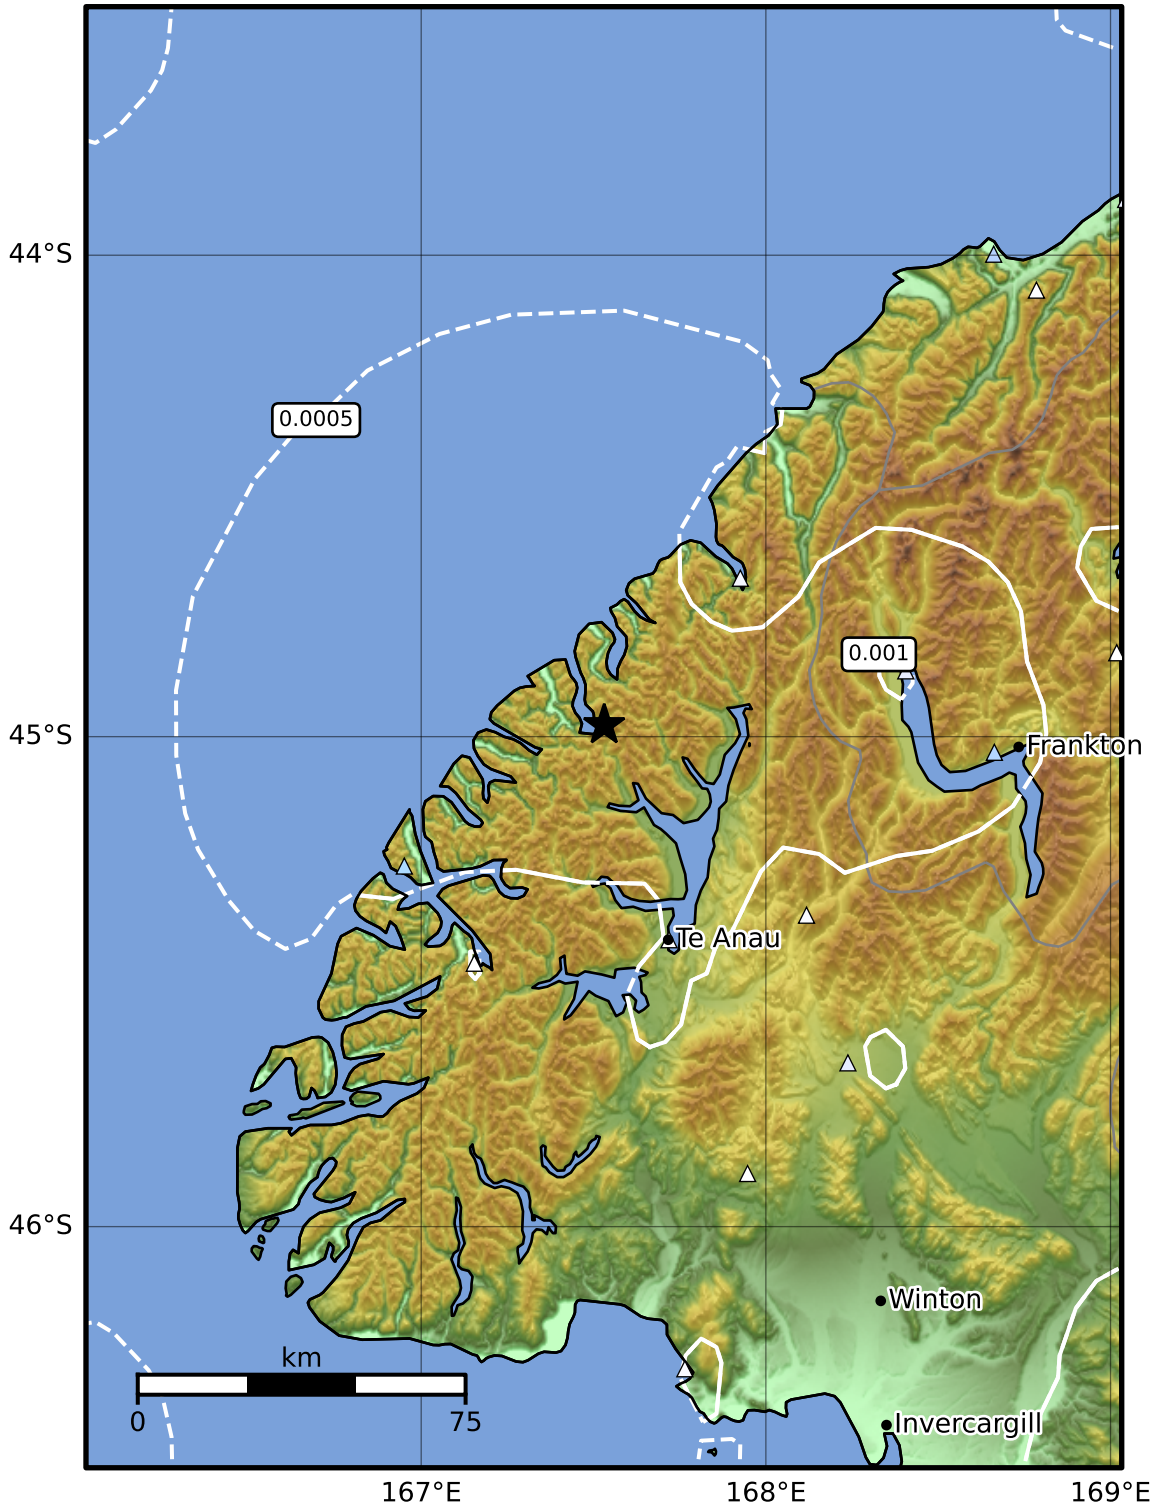 44°S
0.0005
0.001
45°S
Frankton
Te Anau
46°S
Winton
km
0 75
Invercargill
167°E 168°E 169°E